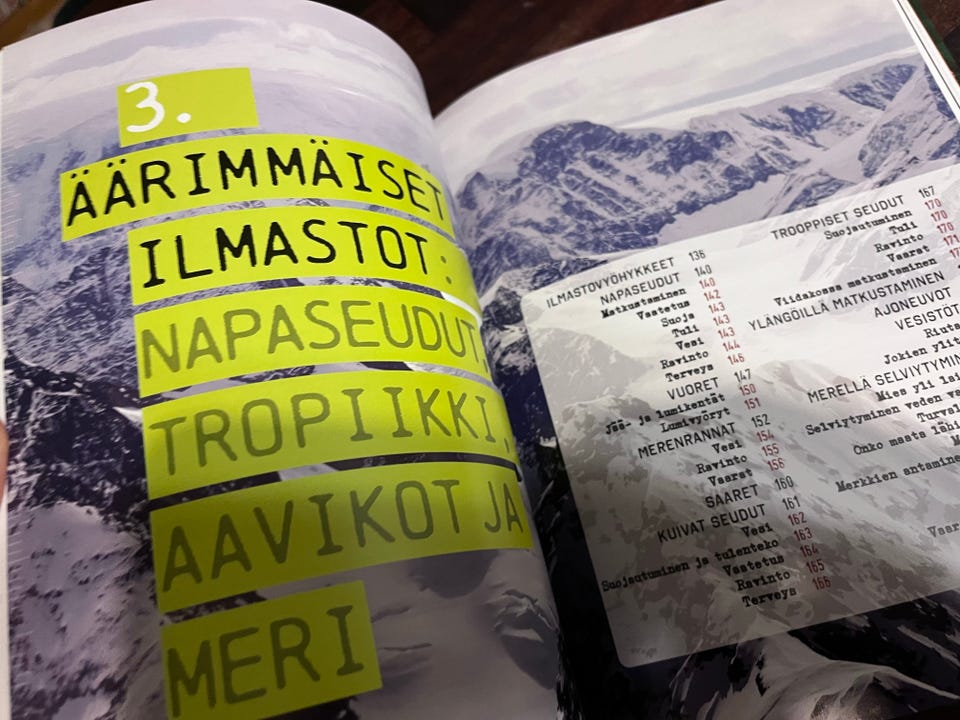 3.
ÄÄRIMMÄISET
ILMASTOT:
NAPASEUDUT,
TROPIIKKI,
AAVIKOT JA
MERI
ILMASTOVYÖHYKKEET 136
NAPASEUDUT 140
Matkustaminen 140
Vaatetus 142
Suoja 143
Tuli 143
Vesi 143
Ravinto 144
Terveys 146
VUORET 147
Jää- ja lumikentät 150
Lumivyöryt 151
MERENRANNAT 152
Vesi 154
Ravinto 155
Vaarat 156
SAARET 160
KUIVAT SEUDUT 161
Vesi 162
Suojautuminen ja tulenteko 163
Vaatetus 164
Ravinto 165
Terveys 166
TROOPPISET SEUDUT 167
Suojautuminen 170
Tuli 170
Ravinto 170
Vaarat 171
Viidakossa matkustaminen
YLÄNGÖILLÄ MATKUSTAMINEN
AJONEUVOT
VESISTÖT
Jokien
MERELLÄ
Mies yli
Selviytyminen veden
Onko maata
Merkkien